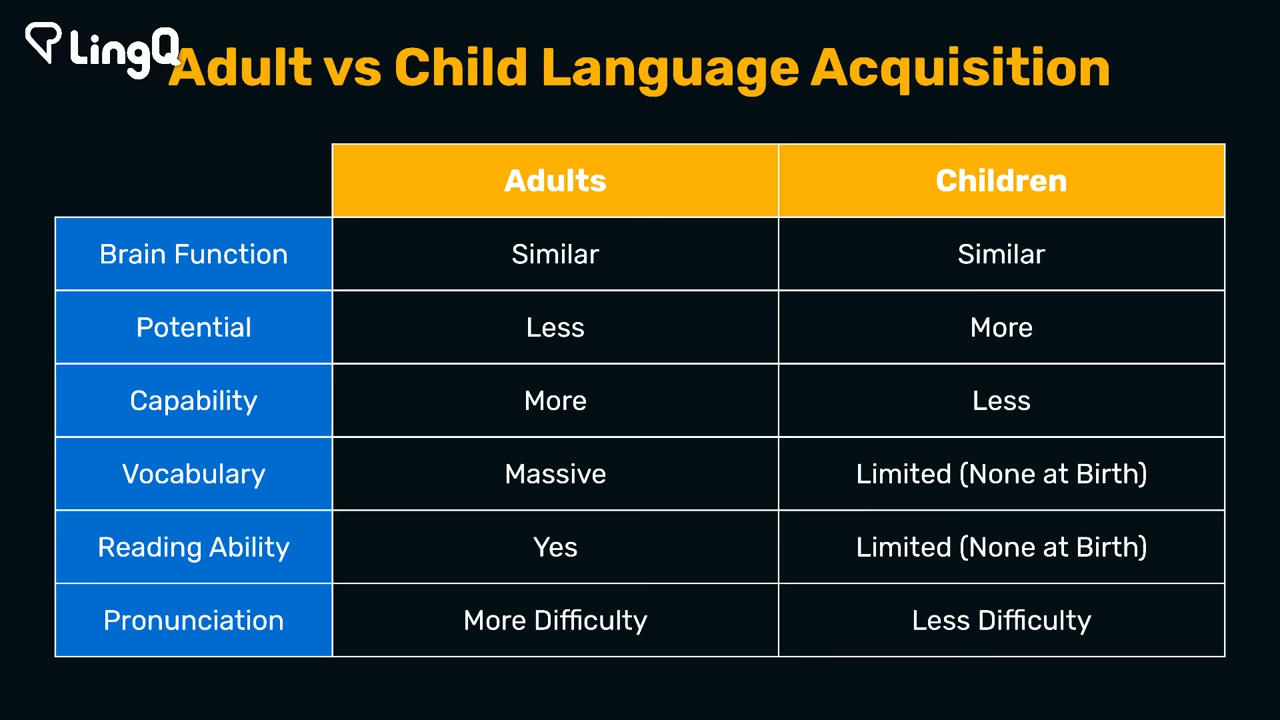 LingQ
Adult vs Child Language Acquisition
Adults Children
Brain Function Similar Similar
Potential Less More
Capability More Less
Vocabulary Massive Limited (None at Birth)
Reading Ability Yes Limited (None at Birth)
Pronunciation More Difficulty Less Difficulty